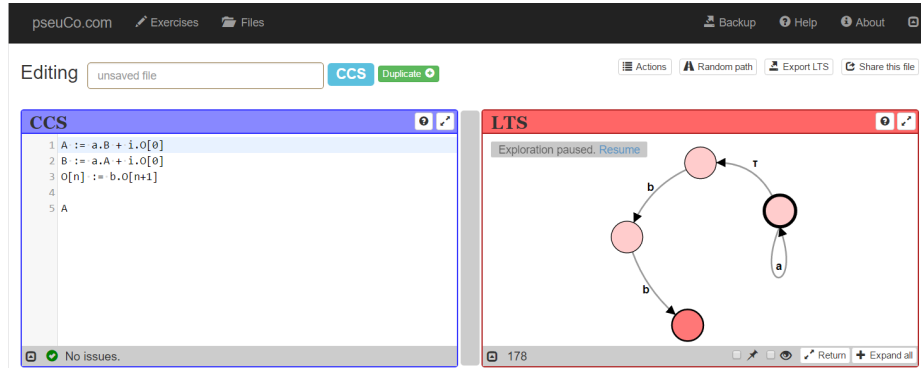 pseuCo.com Exercises Files Backup Help About
Editing unsaved file CCS Duplicate Actions Random path Export LTS Share this file
CCS
1 A := a.B + i.O[0]
2 B := a.A + i.O[0]
3 O[n] := b.O[n+1]
4
5 A
No issues.
LTS
Exploration paused. Resume
τ
b
a
b
178 Return Expand all